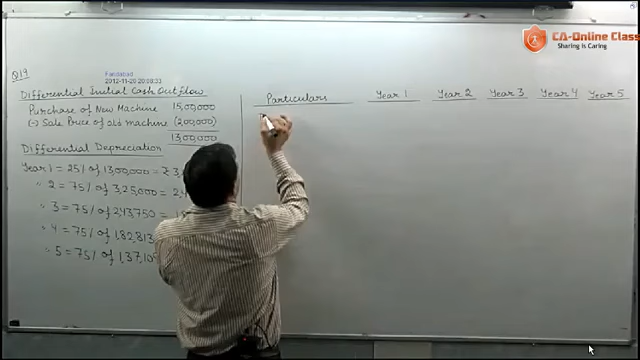 CA-Online Class
Sharing is Caring
Faridabad
2012-11-20 20:08:33
Q19
Differential Initial Cash Outflow
Purchase of New Machine 15,00,000
(-) Sale Price of old machine (2,00,000)
13,00,000
Differential Depreciation
Year 1 = 25% of 13,00,000 = ₹ 3,
" 2 = 75% of 3,25,000 = 2,4
" 3 = 75% of 2,43,750
" 4 = 75% of 1,82,813
" 5 = 75% of 1,37,10
Particulars Year 1 Year 2 Year 3 Year 4 Year 5